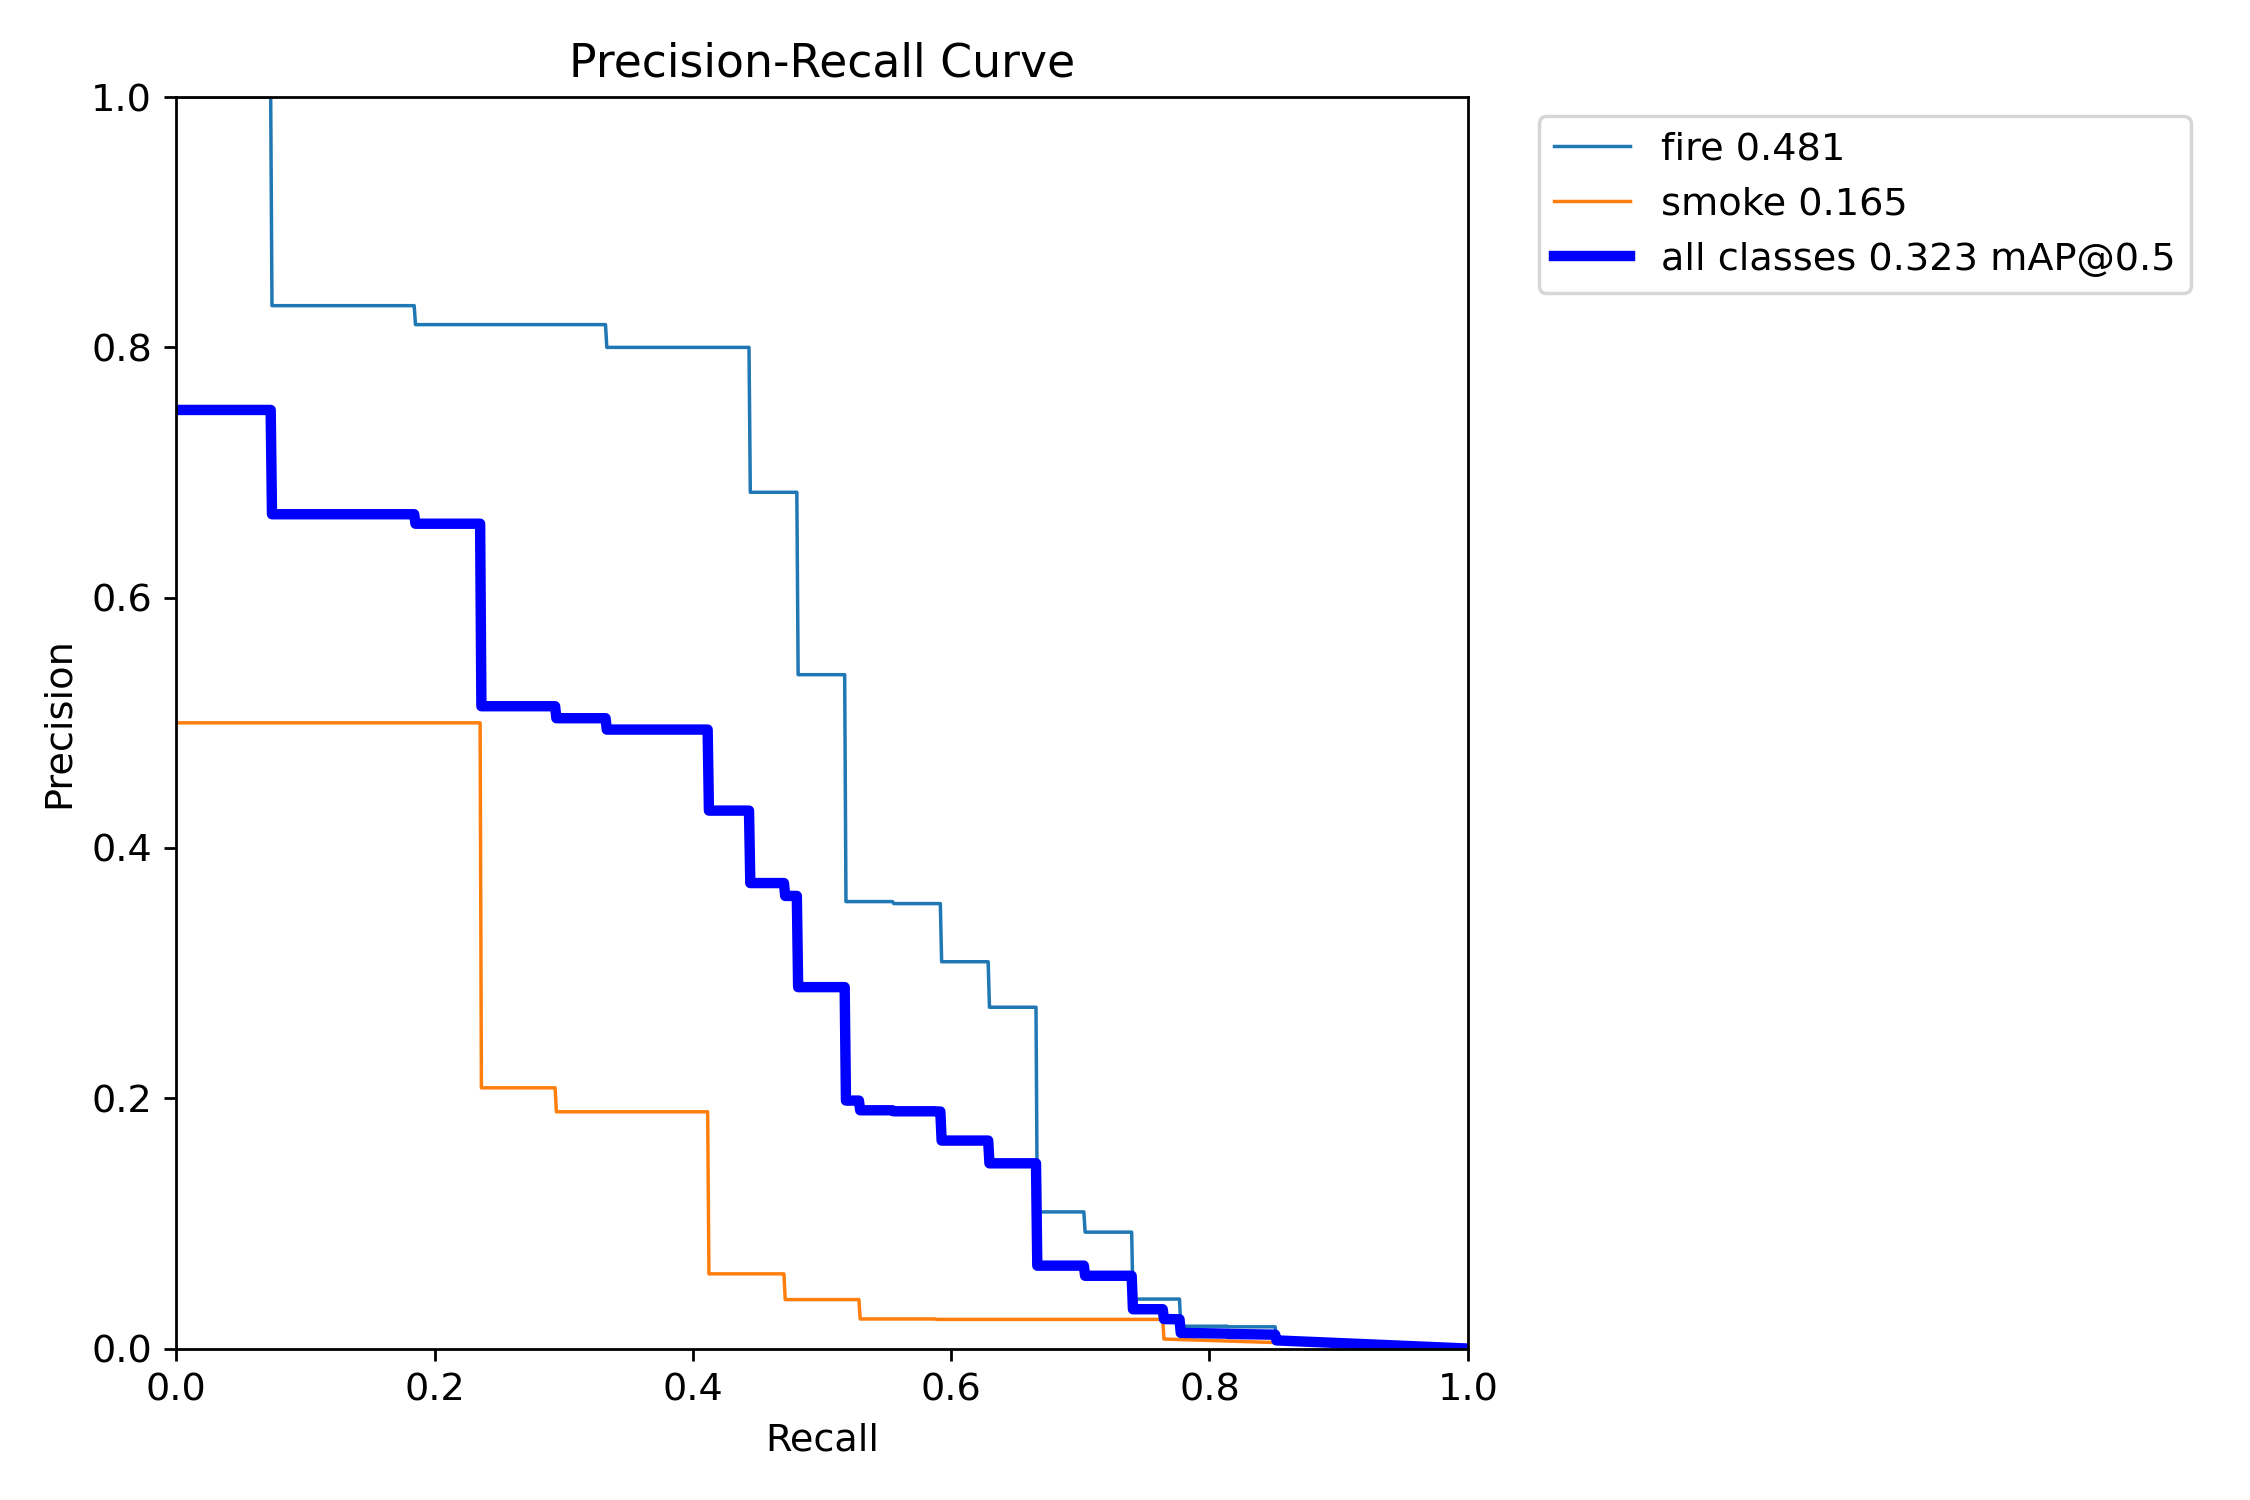 Precision-Recall Curve
fire 0.481
smoke 0.165
all classes 0.323 mAP@0.5
Precision
1.0
0.8
0.6
0.4
0.2
0.0
0.0 0.2 0.4 0.6 0.8 1.0
Recall